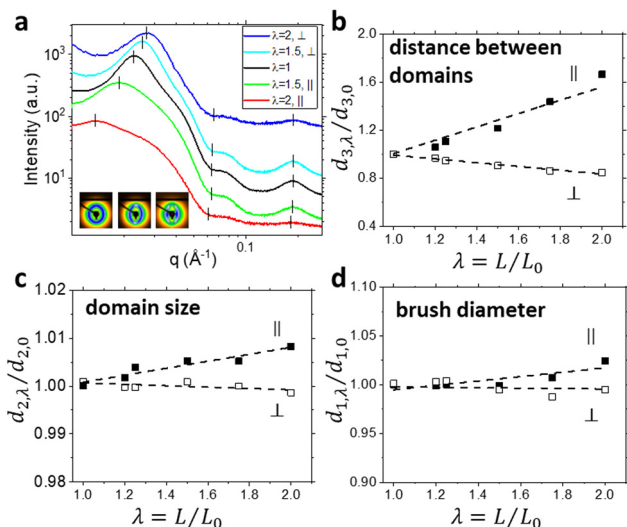 a
Intensity (a.u.)
10³
10²
10¹
λ=2, ⊥
λ=1.5, ⊥
λ=1
λ=1.5, ||
λ=2, ||
0.1
q (Å⁻¹)
b
distance between
domains
d₃,λ/d₃,₀
2.0
1.6
1.2
0.8
0.4
||
⊥
1.0 1.2 1.4 1.6 1.8 2.0
λ = L/L₀
c
domain size
d₂,λ/d₂,₀
1.02
1.01
1.00
0.99
0.98
||
⊥
1.0 1.2 1.4 1.6 1.8 2.0
λ = L/L₀
d
brush diameter
d₁,λ/d₁,₀
1.10
1.05
1.00
0.95
0.90
||
⊥
1.0 1.2 1.4 1.6 1.8 2.0
λ = L/L₀